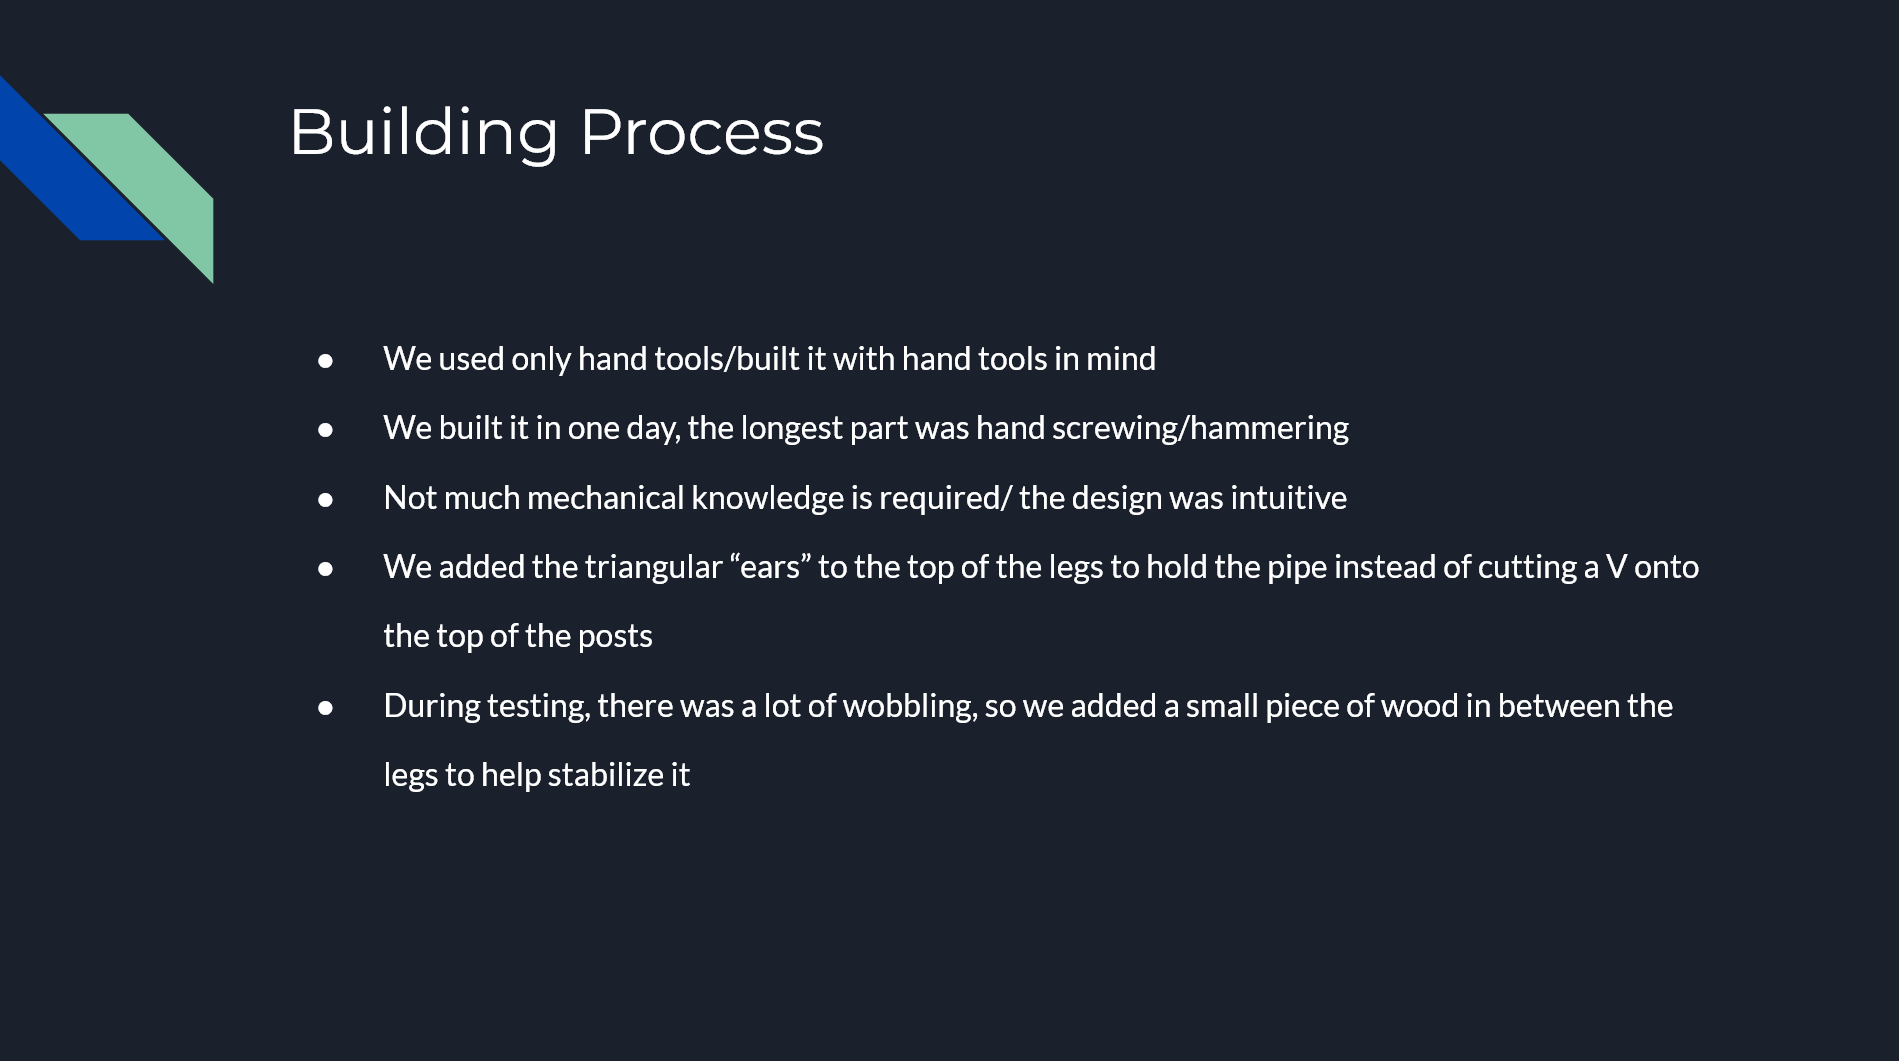 Building Process
● We used only hand tools/built it with hand tools in mind
● We built it in one day, the longest part was hand screwing/hammering
● Not much mechanical knowledge is required/ the design was intuitive
● We added the triangular “ears” to the top of the legs to hold the pipe instead of cutting a V onto
the top of the posts
● During testing, there was a lot of wobbling, so we added a small piece of wood in between the
legs to help stabilize it